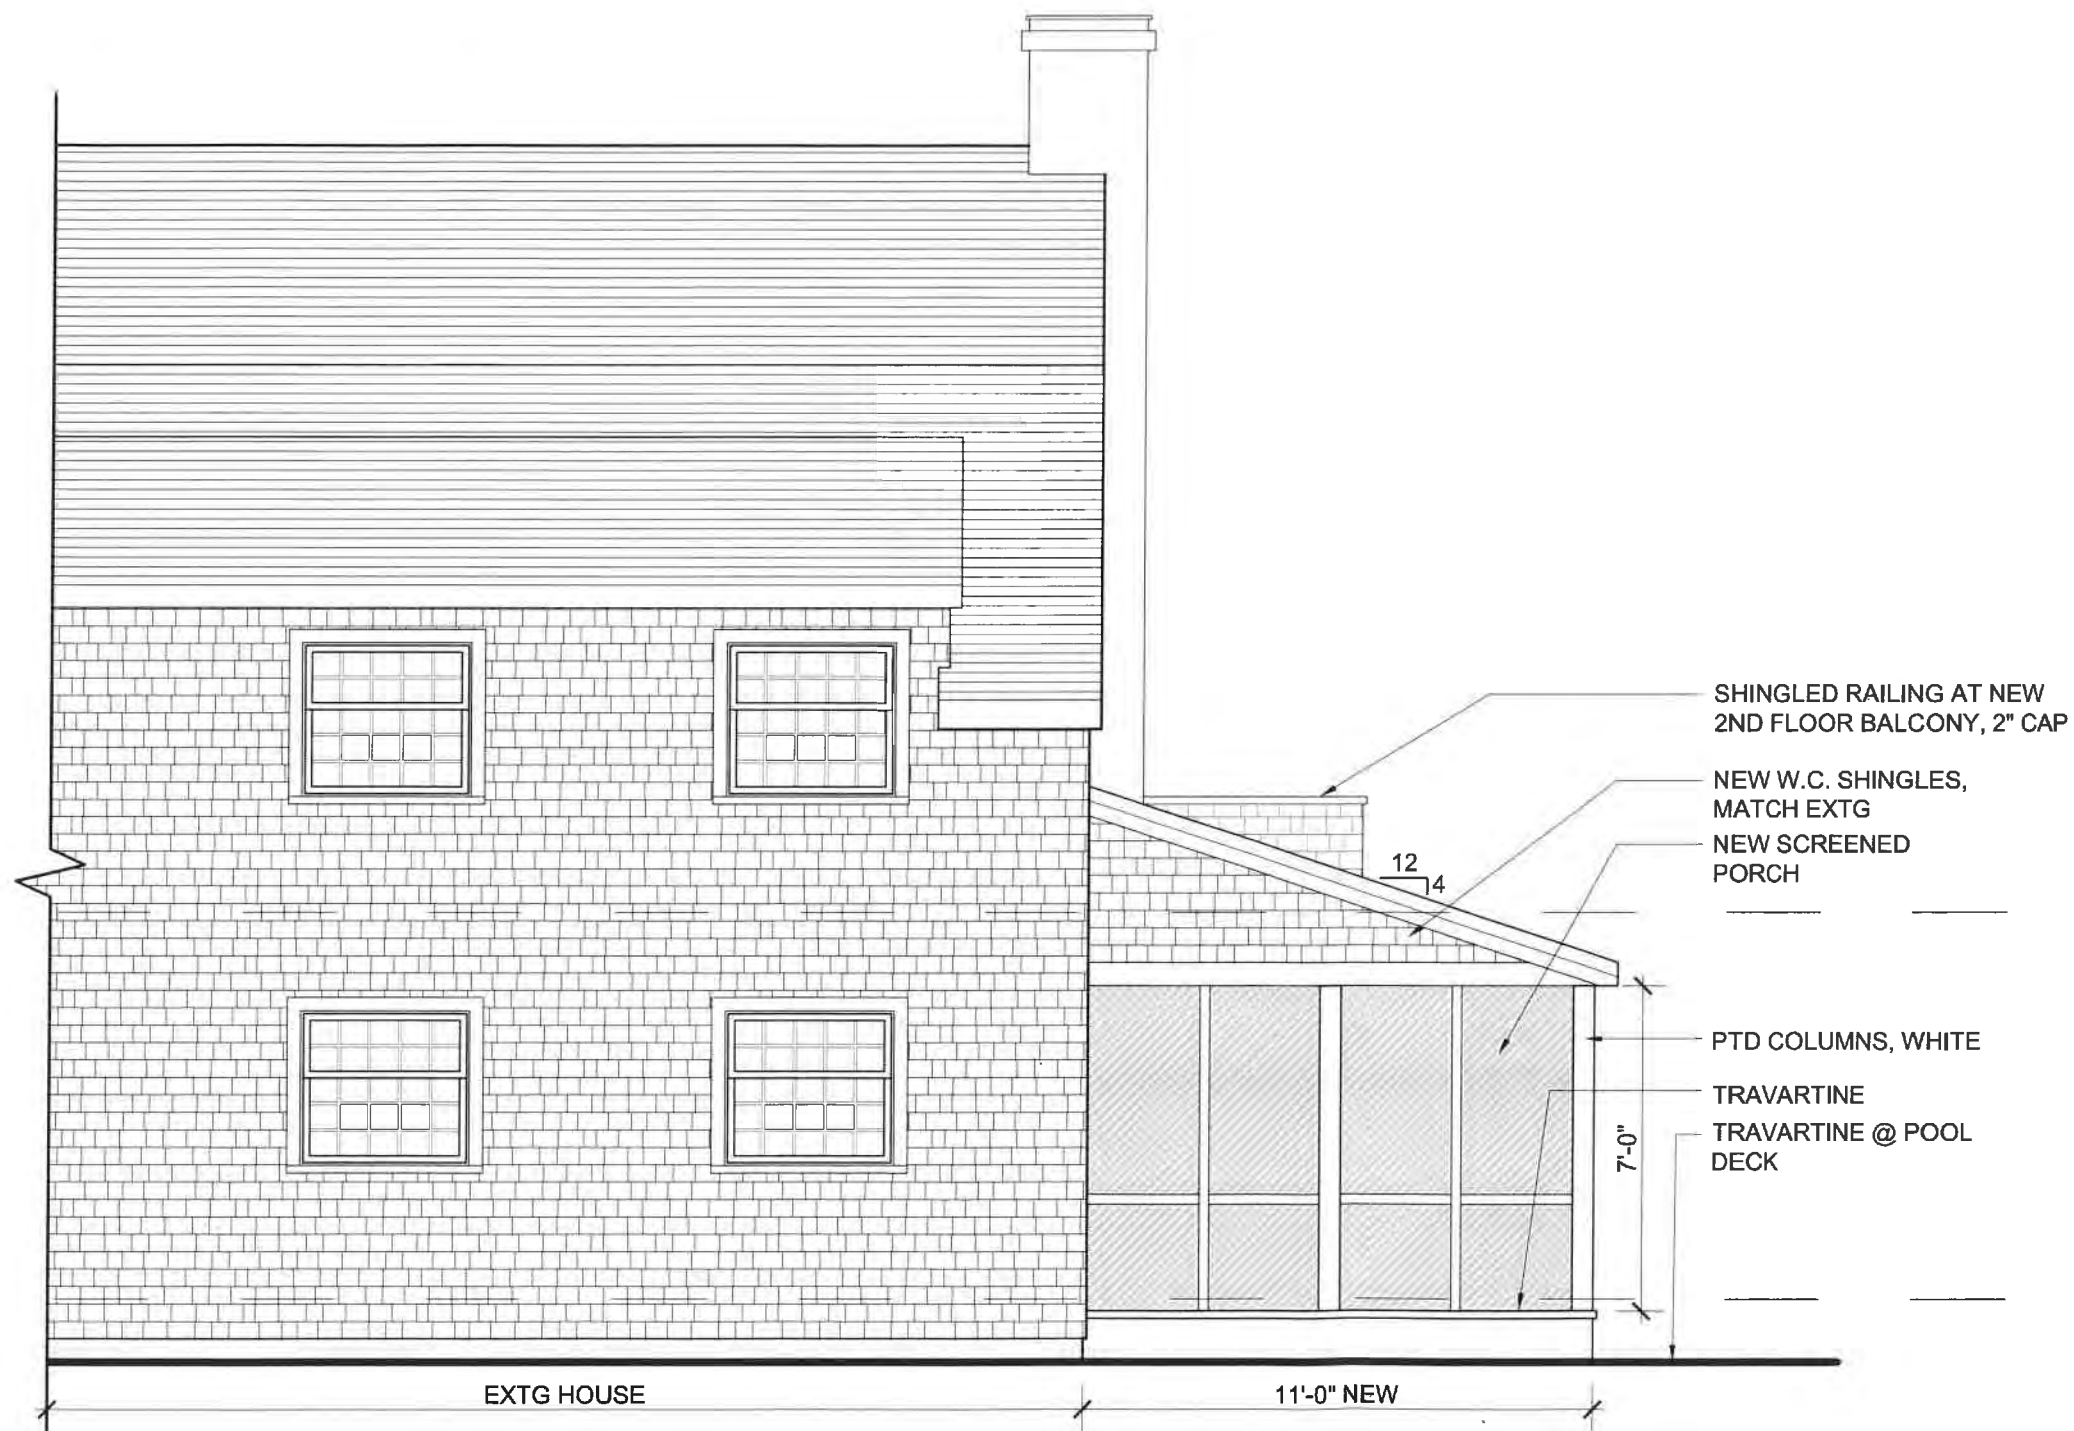 SHINGLED RAILING AT NEW
2ND FLOOR BALCONY, 2" CAP
NEW W.C. SHINGLES,
MATCH EXTG
NEW SCREENED
PORCH
12
4
PTD COLUMNS, WHITE
TRAVARTINE
TRAVARTINE @ POOL
DECK
7'-0"
EXTG HOUSE
11'-0" NEW